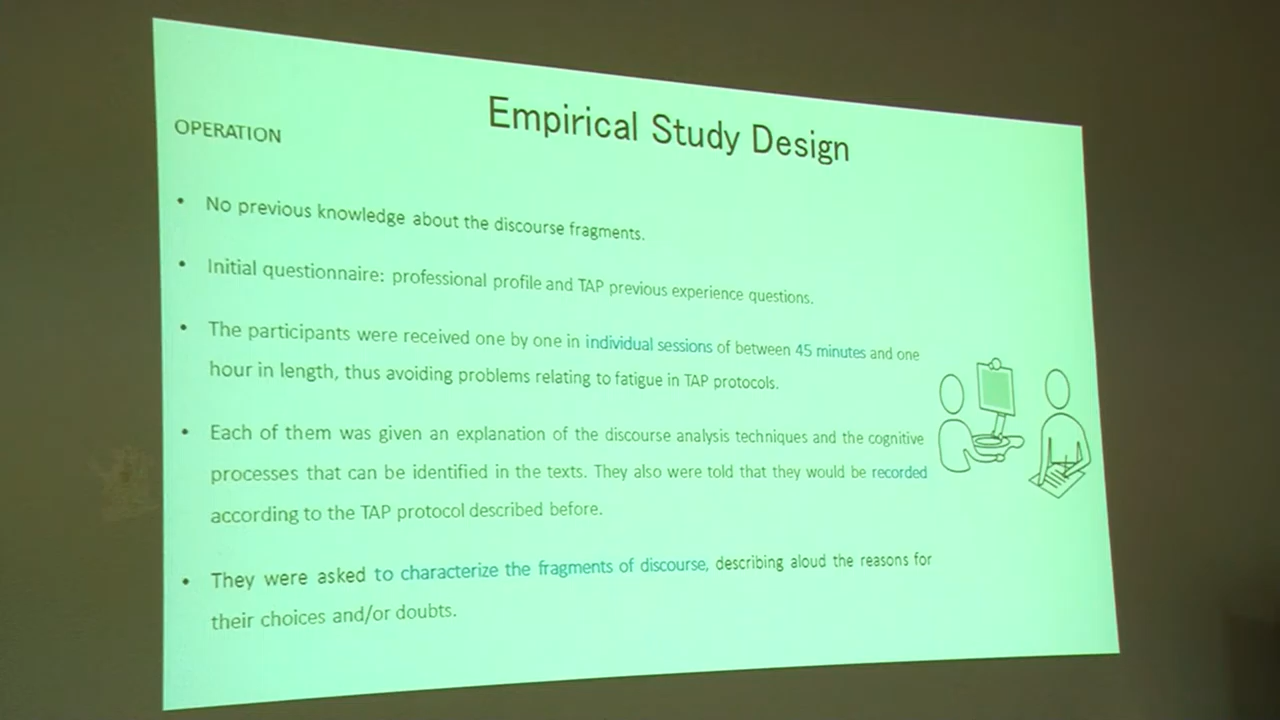 Empirical Study Design
OPERATION
• No previous knowledge about the discourse fragments.
• Initial questionnaire: professional profile and TAP previous experience questions.
• The participants were received one by one in individual sessions of between 45 minutes and one
hour in length, thus avoiding problems relating to fatigue in TAP protocols.
• Each of them was given an explanation of the discourse analysis techniques and the cognitive
processes that can be identified in the texts. They also were told that they would be recorded
according to the TAP protocol described before.
• They were asked to characterize the fragments of discourse, describing aloud the reasons for
their choices and/or doubts.